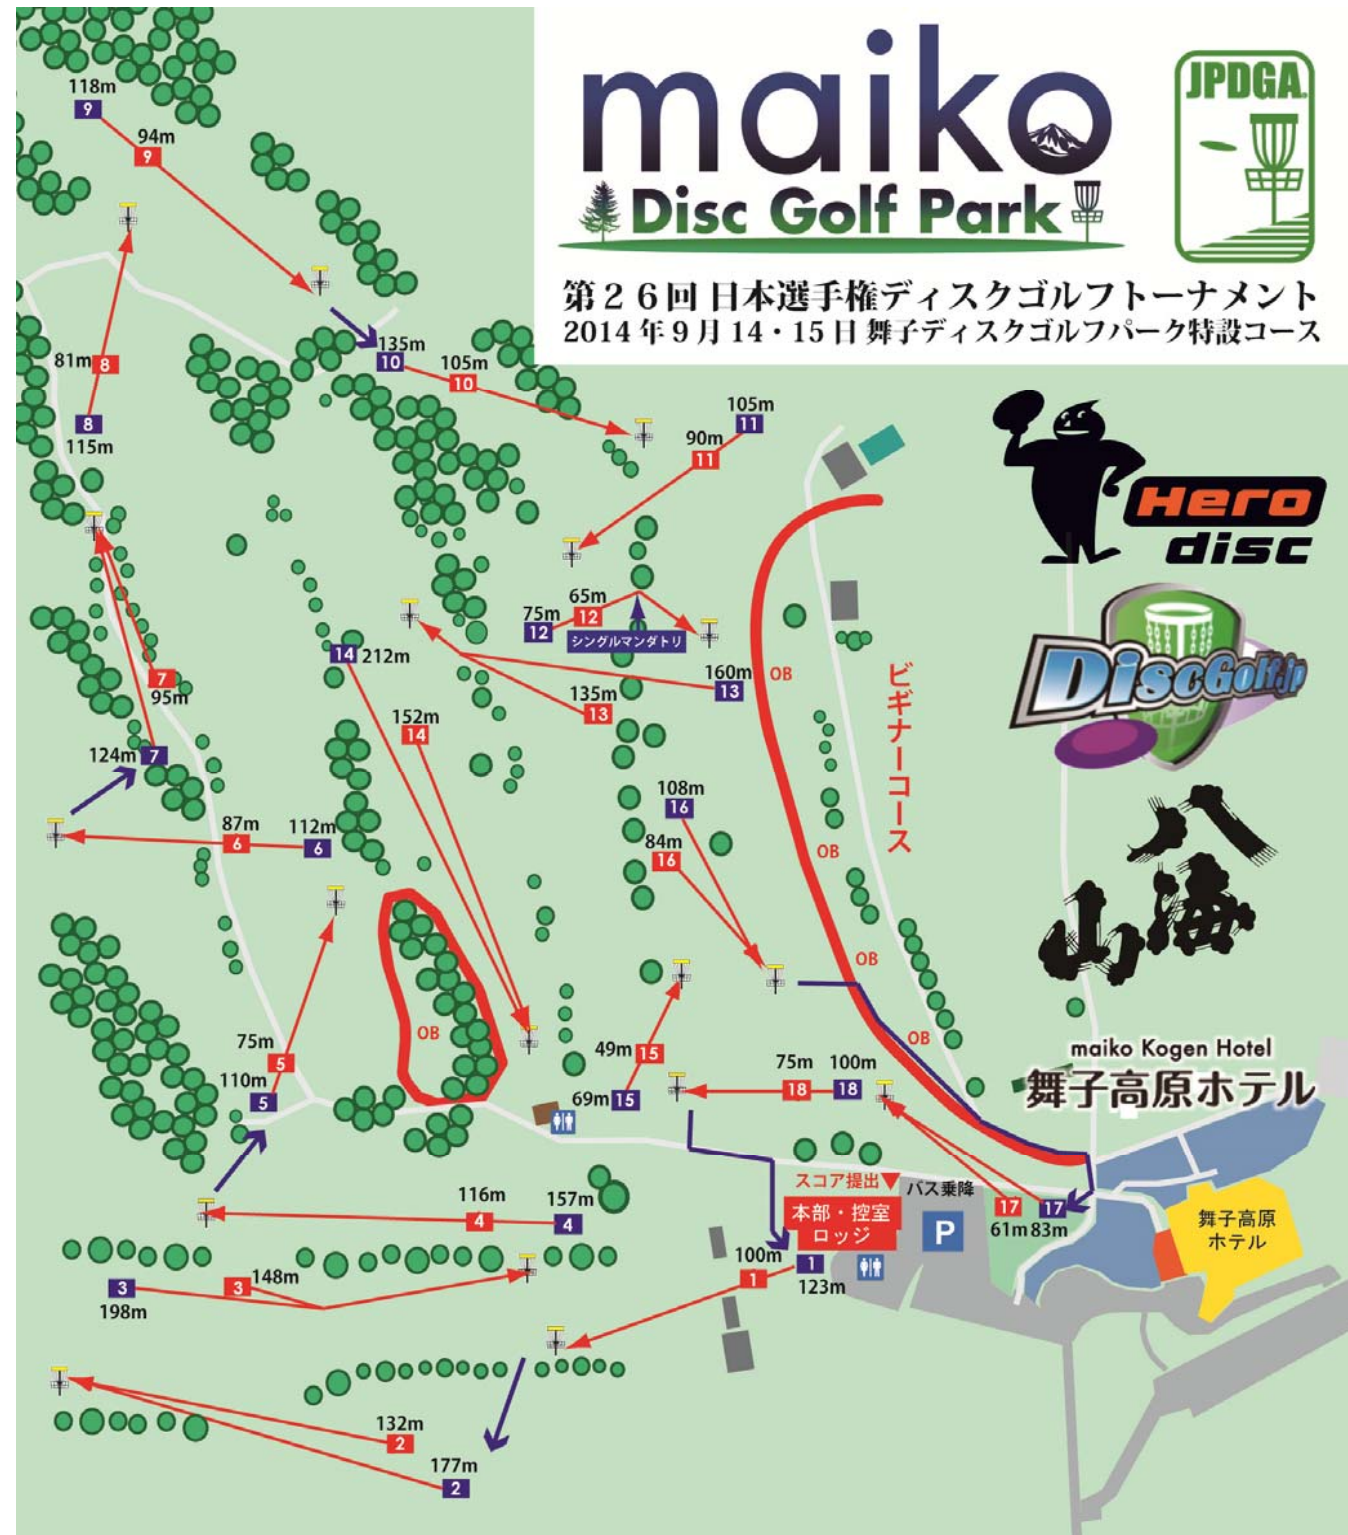 maiko
Disc Golf Park
JPDGA
第26回 日本選手権ディスクゴルフトーナメント
2014年9月14・15日 舞子ディスクゴルフパーク特設コース
118m
9
94m
9
135m
10
105m
10
81m
8
8
115m
105m
11
90m
11
Hero
disc
65m
75m
12
12
シングルマンダトリ
14
212m
160m
13
135m
13
OB
ビギナーコース
DiscGolf.jp
7
95m
152m
14
124m
7
108m
16
84m
16
87m
6
112m
6
OB
八海山
OB
OB
OB
75m
5
110m
5
49m
15
69m
15
75m
18
100m
18
maiko Kogen Hotel
舞子高原ホテル
スコア提出
バス乗降
本部・控室
ロッジ
P
17
61m
17
83m
舞子高原
ホテル
116m
4
157m
4
100m
1
1
123m
3
198m
3
148m
132m
2
177m
2